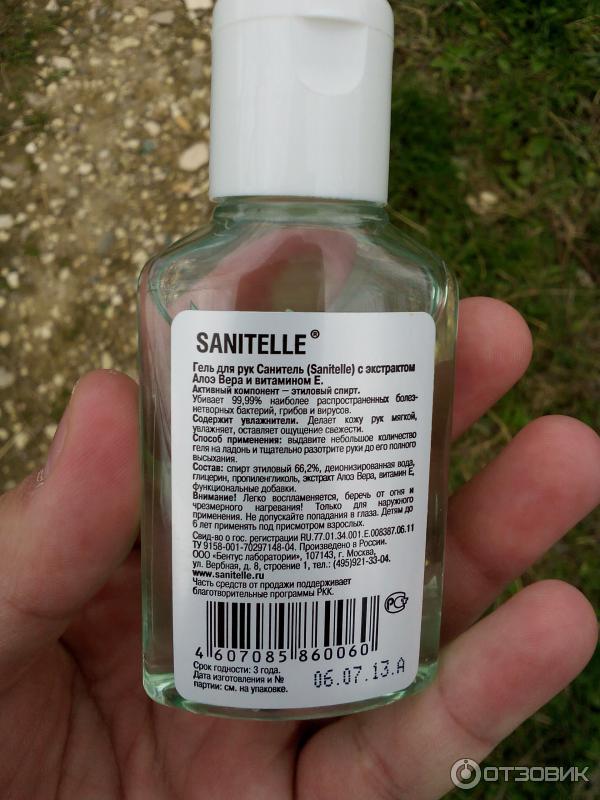 SANITELLE®
Гель для рук Санитель (Sanitelle) с экстрактом
Алоэ Вера и витамином Е.
Активный компонент – этиловый спирт.
Убивает 99,99% наиболее распространенных болез-
нетворных бактерий, грибов и вирусов.
Содержит увлажнители. Делает кожу рук мягкой,
увлажняет, оставляет ощущение свежести.
Способ применения: выдавите небольшое количество
геля на ладонь и тщательно разотрите руки до его полного
высыхания.
Состав: спирт этиловый 66,2%, деионизированная вода,
глицерин, пропиленгликоль, экстракт Алоэ Вера, витамин Е,
функциональные добавки.
Внимание! Легко воспламеняется, беречь от огня и
чрезмерного нагревания! Только для наружного
применения. Не допускайте попадания в глаза. Детям до
6 лет применять под присмотром взрослых.
Свид-во о гос. регистрации RU.77.01.34.001.Е.008387.06.11
ТУ 9158-001-70297148-04. Произведено в России.
ООО «Бентус лаборатории», 107143, г. Москва,
ул. Вербная, д. 8, строение 1, тел.: (495)921-33-04.
www.sanitelle.ru
Часть средств от продажи поддерживает
благотворительные программы РКК.
4 607085 860060
РСТ
Срок годности: 3 года.
Дата изготовления и №
партии: см. на упаковке.
06.07.13.А
ОТЗОВИК